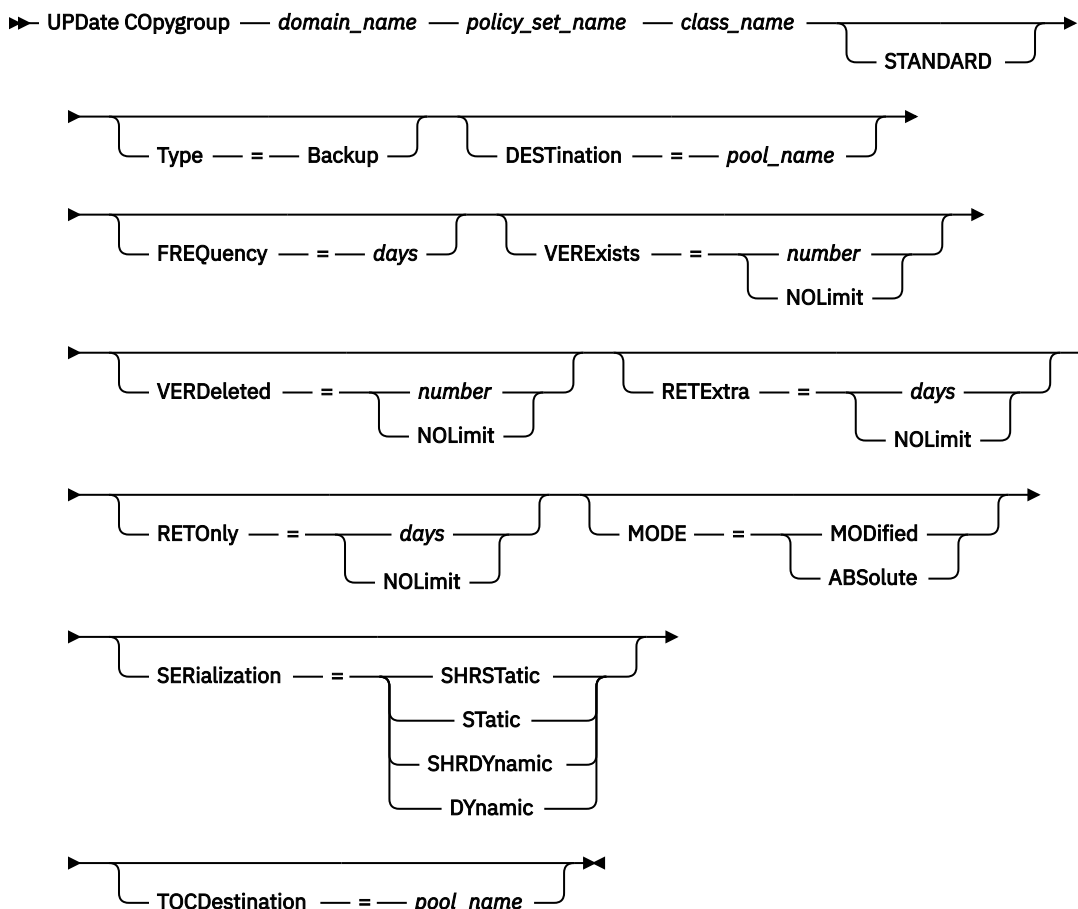 UPDate COpygroup domain_name policy_set_name class_name
STANDARD
Type = Backup DESTination = pool_name
FREQuency = days VERExists = number
NOLimit
VERDeleted = number RETExtra = days
NOLimit NOLimit
RETOnly = days MODE = MODified
NOLimit ABSolute
SERialization = SHRSTatic
STatic
SHRDYnamic
DYnamic
TOCDestination = pool_name